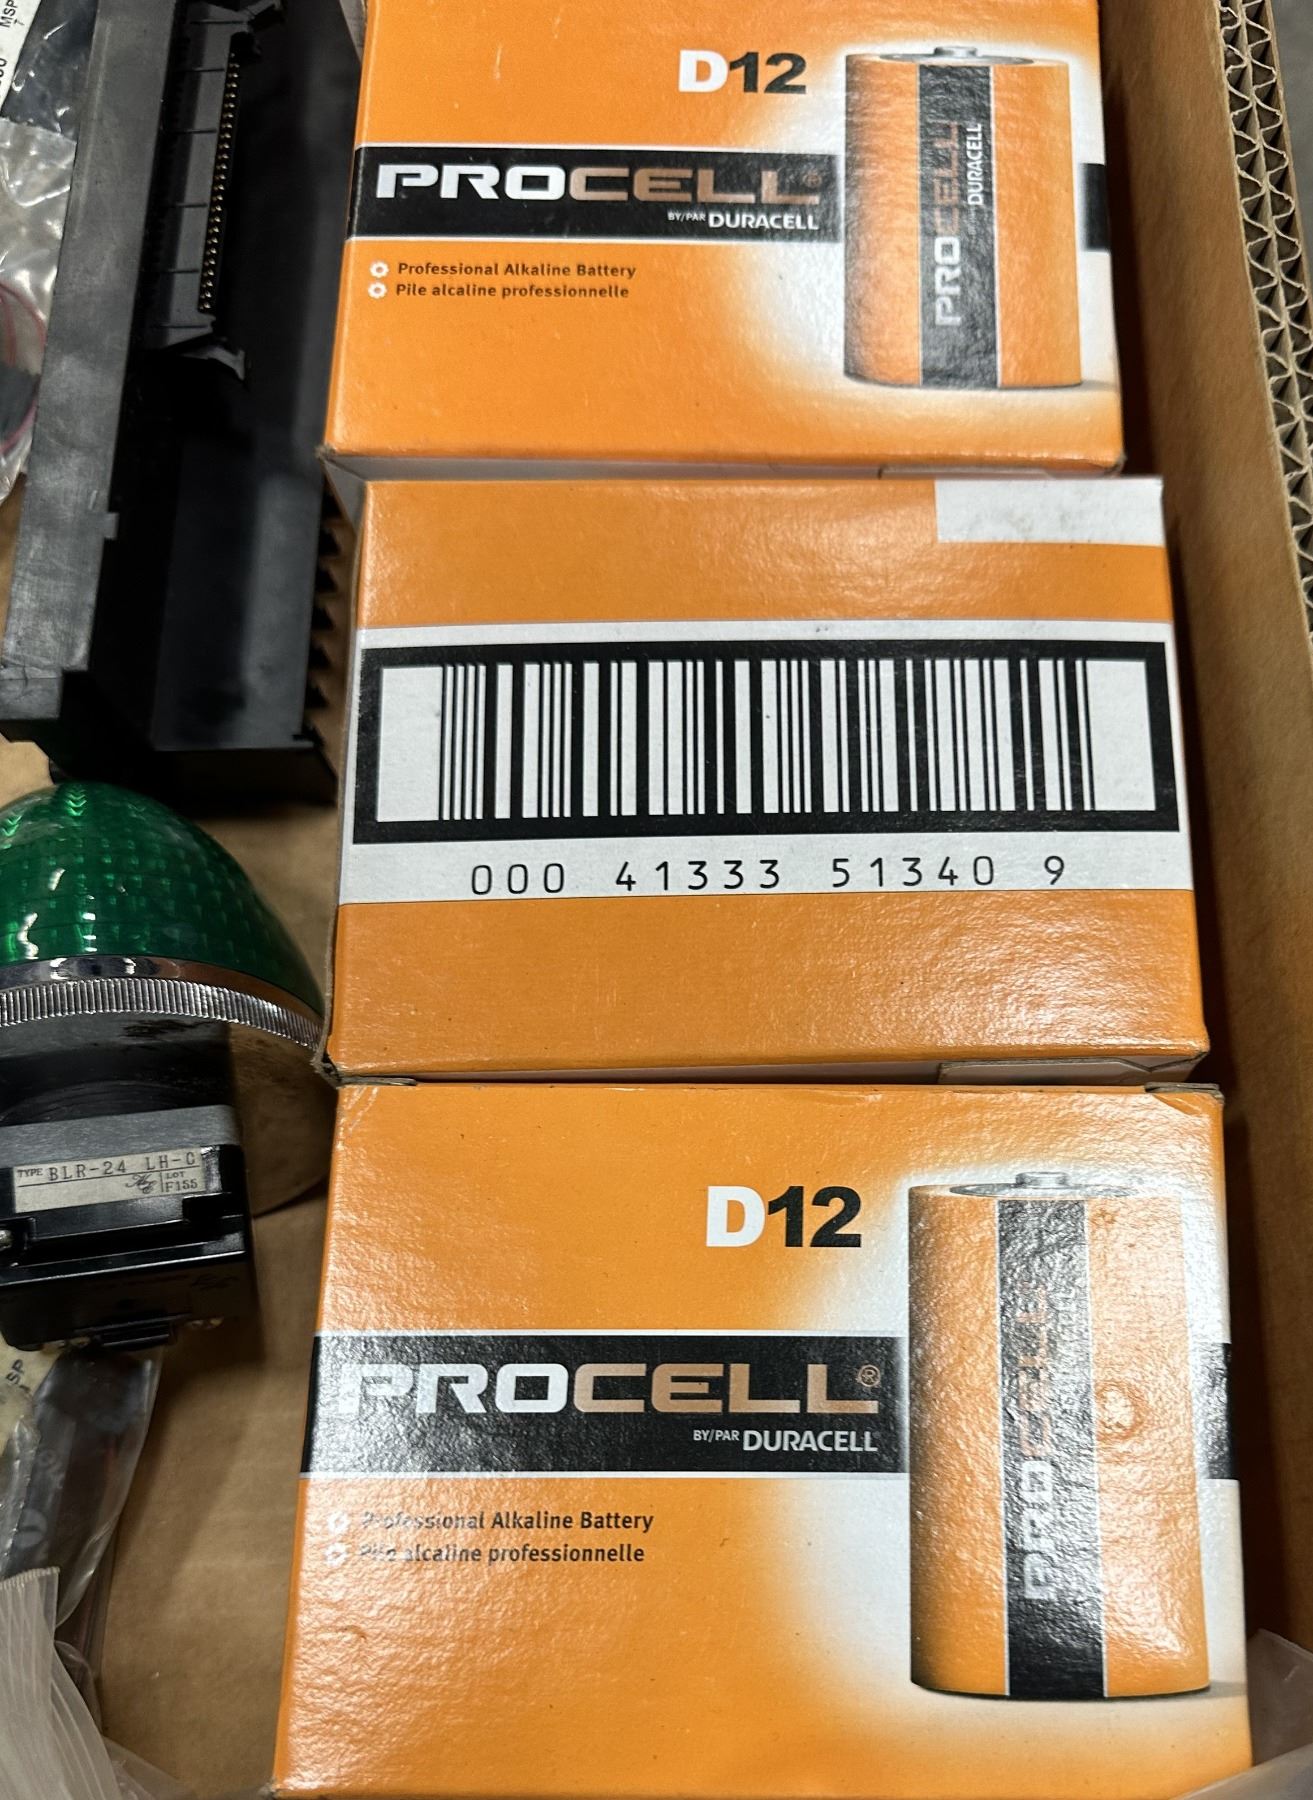 MSP
D12
PROCELL®
BY/PAR DURACELL
Professional Alkaline Battery
Pile alcaline professionnelle
PROCELL
DURACELL
000 41333 51340 9
TYPE BLR-24 LH-C
LOT
F155
D12
PROCELL®
BY/PAR DURACELL
Professional Alkaline Battery
Pile alcaline professionnelle
PROCELL